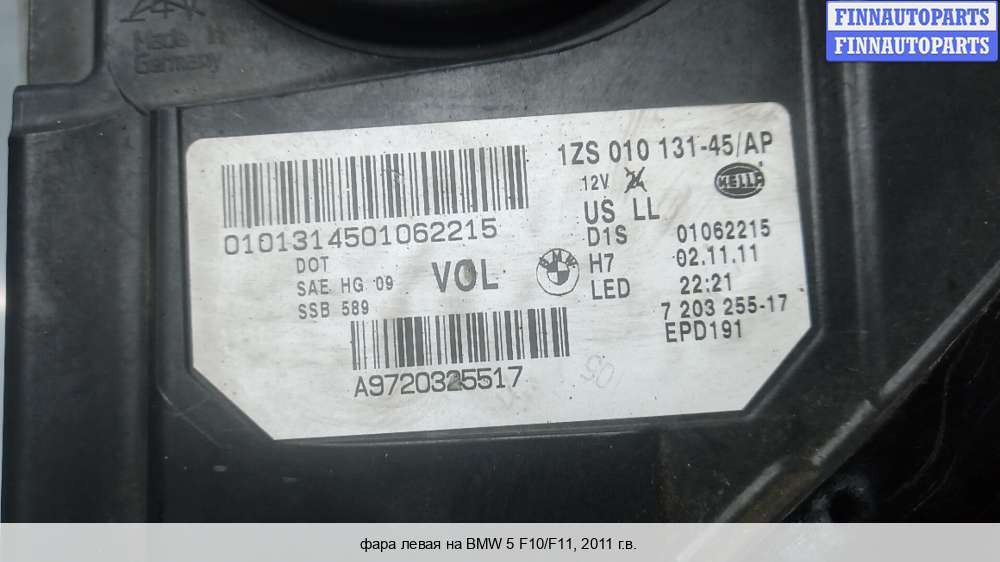 FINNAUTOPARTS
FINNAUTOPARTS
Made in
Germany
1ZS 010 131-45/AP
12V
HELLA
US LL
0101314501062215
D1S 01062215
DOT
VOL
BMW
H7 02.11.11
SAE HG 09
LED 22:21
SSB 589
7 203 255-17
EPD191
A9720325517
05
фара левая на BMW 5 F10/F11, 2011 г.в.